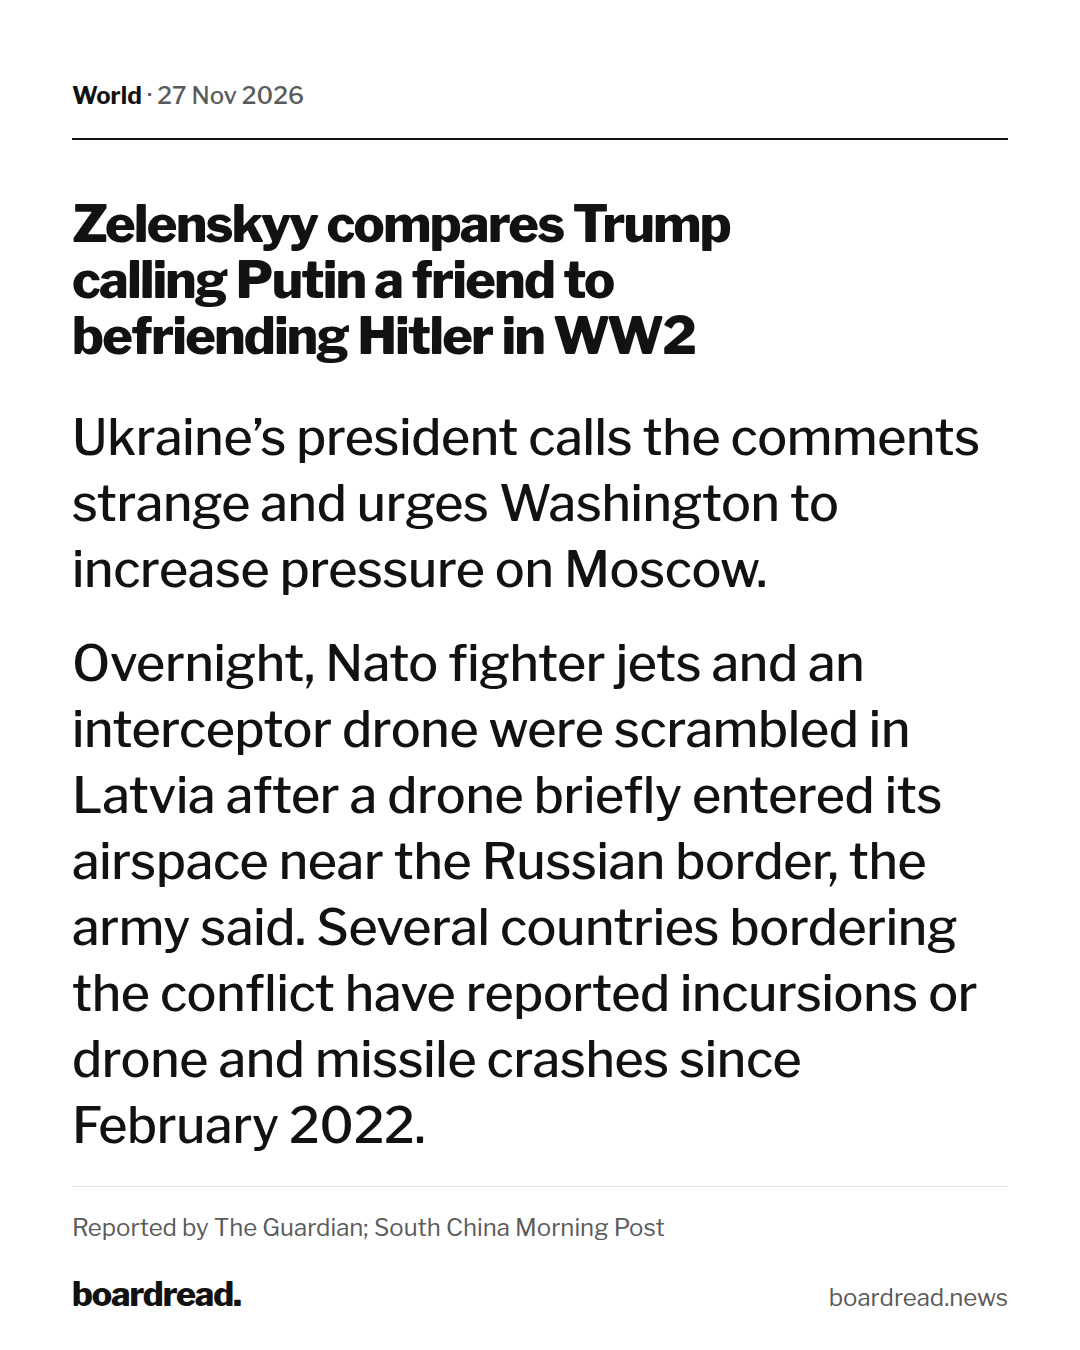 World · 27 Nov 2026
Zelenskyy compares Trump
calling Putin a friend to
befriending Hitler in WW2
Ukraine’s president calls the comments
strange and urges Washington to
increase pressure on Moscow.
Overnight, Nato fighter jets and an
interceptor drone were scrambled in
Latvia after a drone briefly entered its
airspace near the Russian border, the
army said. Several countries bordering
the conflict have reported incursions or
drone and missile crashes since
February 2022.
Reported by The Guardian; South China Morning Post
boardread.
boardread.news